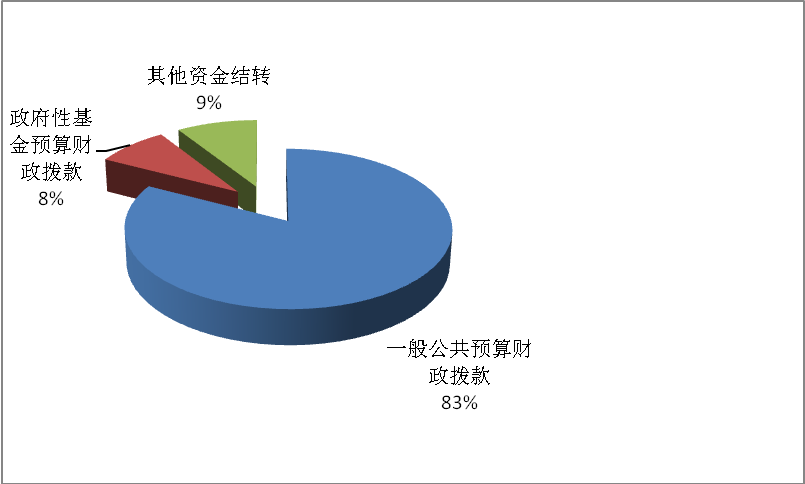 其他资金结转
9%
政府性基
金预算财
政拨款
8%
一般公共预算财
政拨款
83%